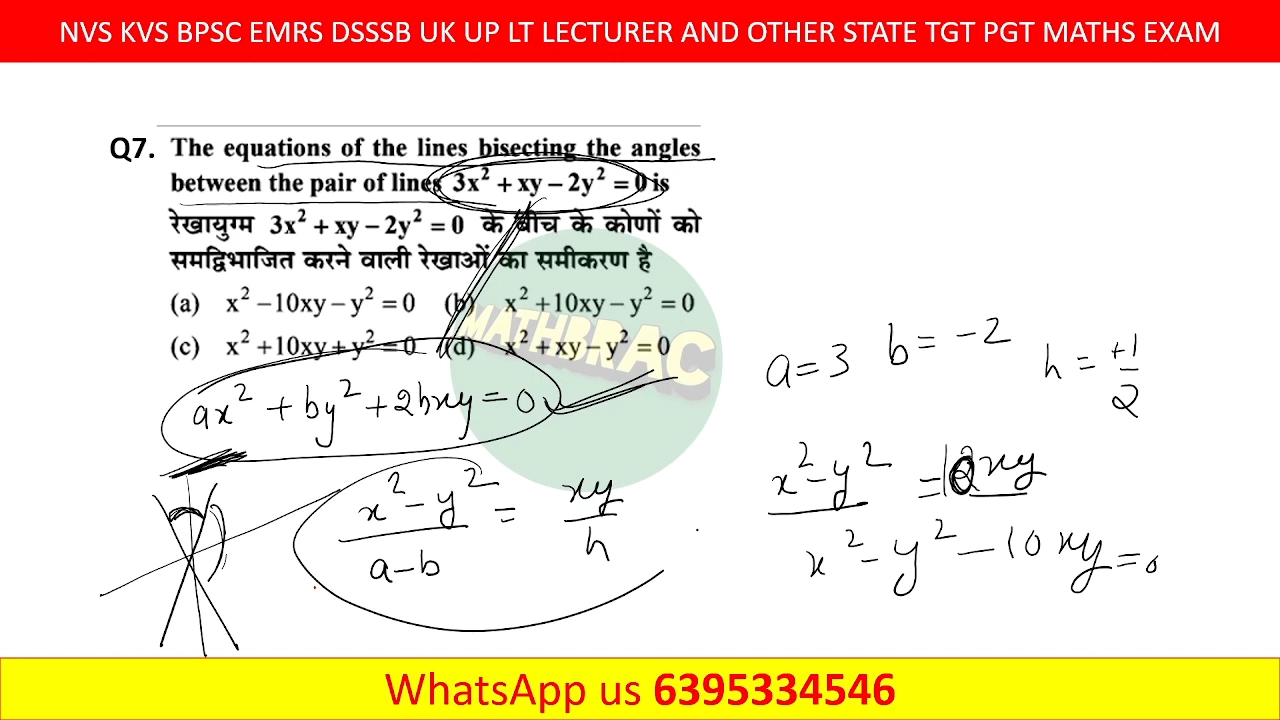 NVS KVS BPSC EMRS DSSSB UK UP LT LECTURER AND OTHER STATE TGT PGT MATHS EXAM
Q7. The equations of the lines bisecting the angles
between the pair of lines 3x² + xy − 2y² = 0 is
रेखायुग्म 3x² + xy − 2y² = 0 के बीच के कोणों को
समद्विभाजित करने वाली रेखाओं का समीकरण है
(a) x² − 10xy − y² = 0 (b) x² + 10xy − y² = 0
(c) x² + 10xy + y² = 0 (d) x² + xy − y² = 0
MATHBRAC
ax² + by² + 2hxy = 0
x² − y² / a − b = xy / h
a = 3 b = −2 h = +1/2
x² − y² = 10xy
x² − y² − 10xy = 0
WhatsApp us 6395334546